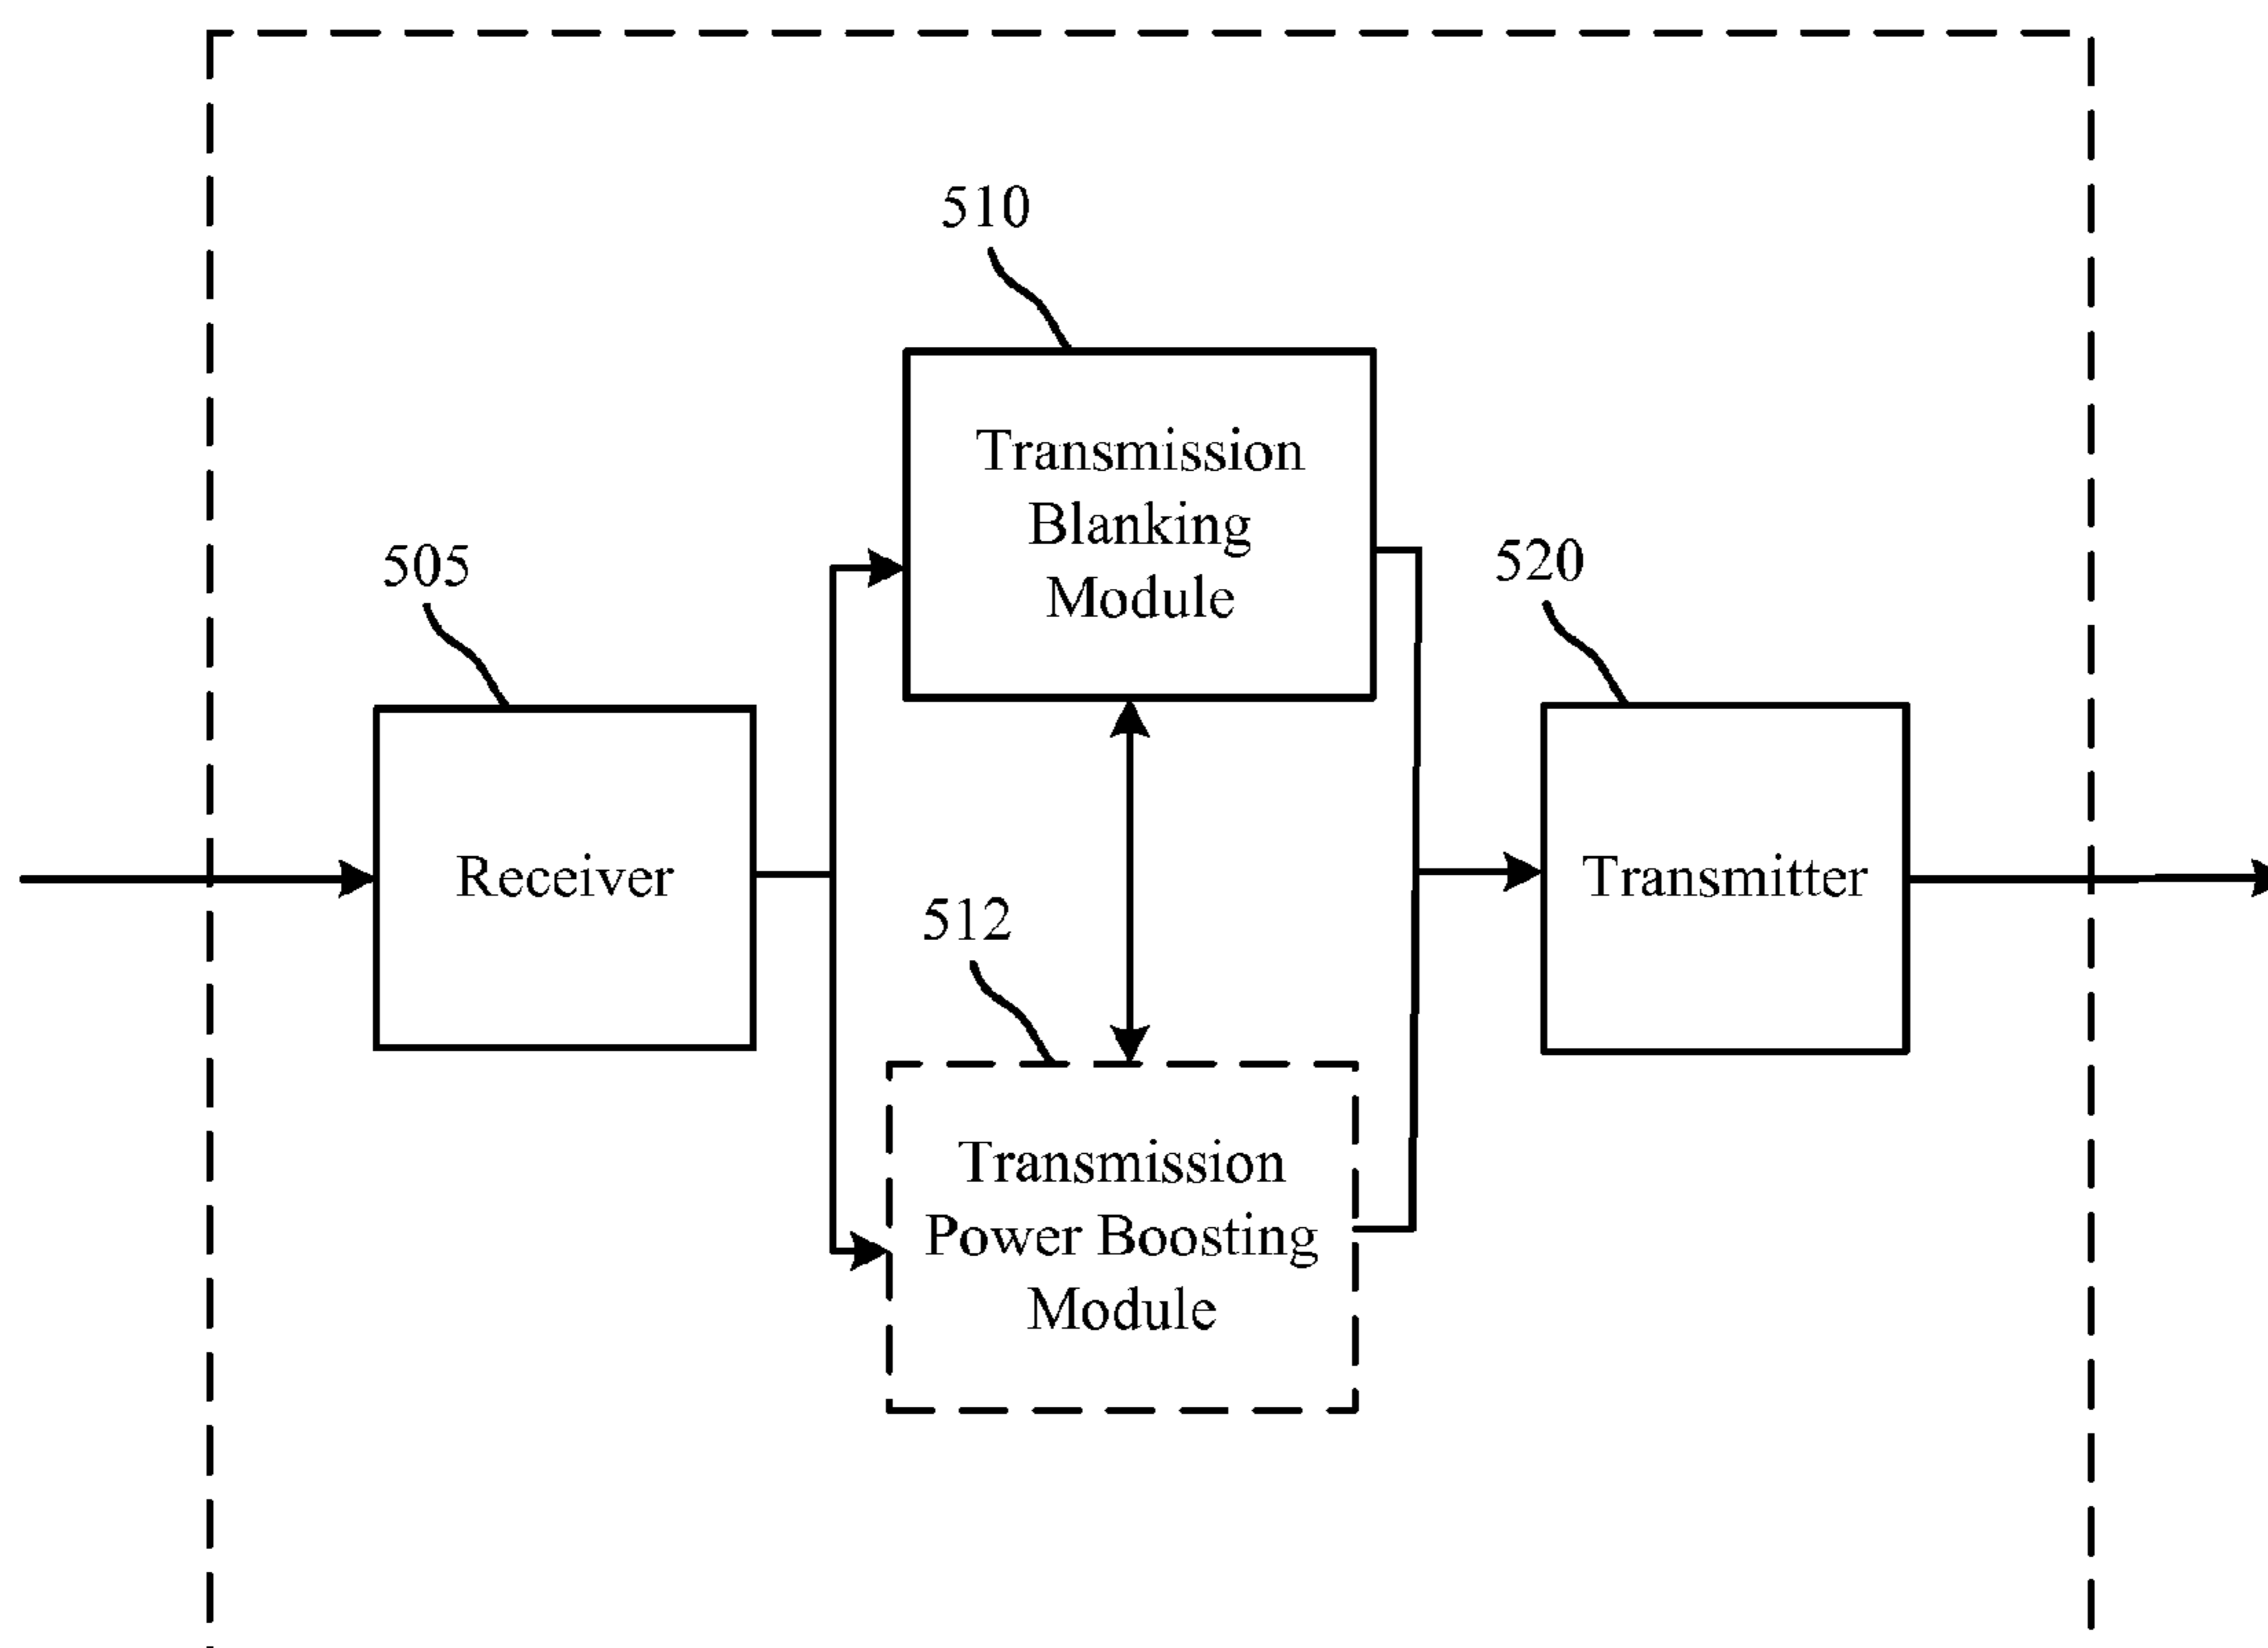 510
Transmission
Blanking
Module
505
520
Receiver
Transmitter
512
Transmission
Power Boosting
Module